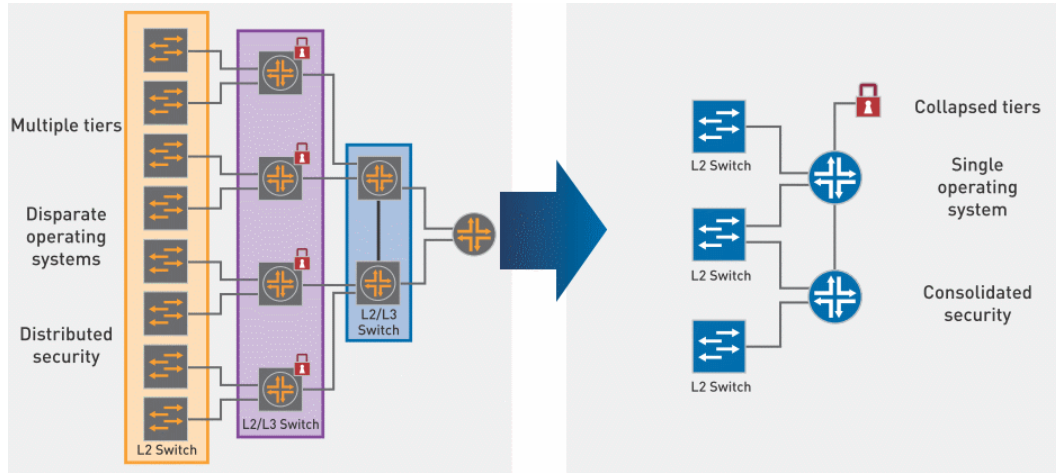 Multiple tiers
Disparate
operating
systems
Distributed
security
L2 Switch
L2/L3 Switch
L2/L3
Switch
L2 Switch
L2 Switch
L2 Switch
Collapsed tiers
Single
operating
system
Consolidated
security